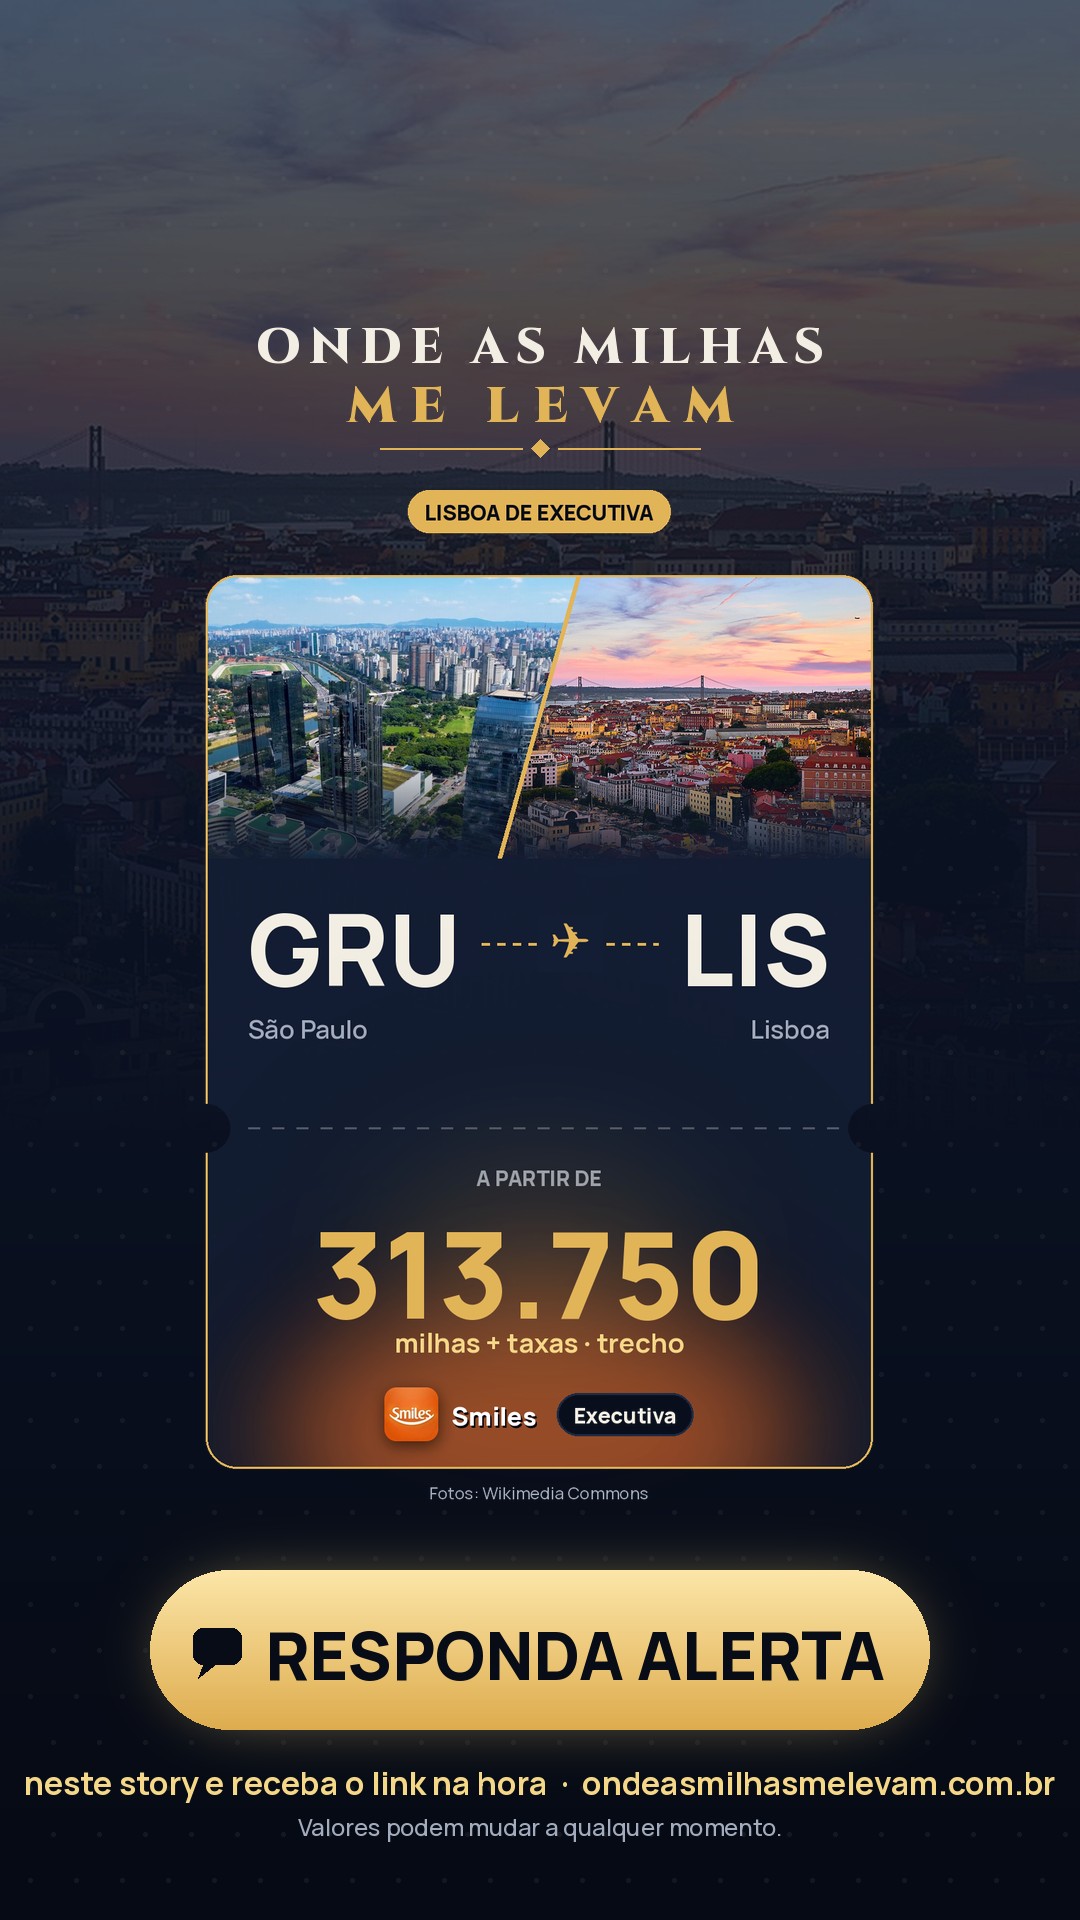 ONDE AS MILHAS
ME LEVAM
LISBOA DE EXECUTIVA
GRU
LIS
São Paulo
Lisboa
A PARTIR DE
313.750
milhas + taxas · trecho
Smiles
Smiles
Executiva
Fotos: Wikimedia Commons
RESPONDA ALERTA
neste story e receba o link na hora · ondeasmilhasmelevam.com.br
Valores podem mudar a qualquer momento.